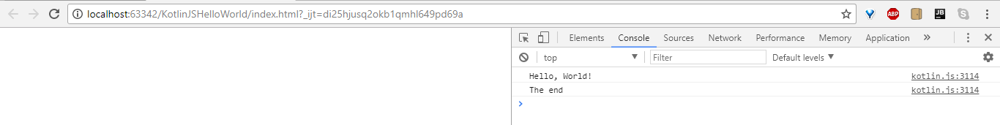 localhost:63342/KotlinJSHelloWorld/index.html?_ijt=di25hjusq2okb1qmhl649pd69a
ABP
JB
Elements Console Sources Network Performance Memory Application »
top Filter Default levels
Hello, World! kotlin.js:3114
The end kotlin.js:3114